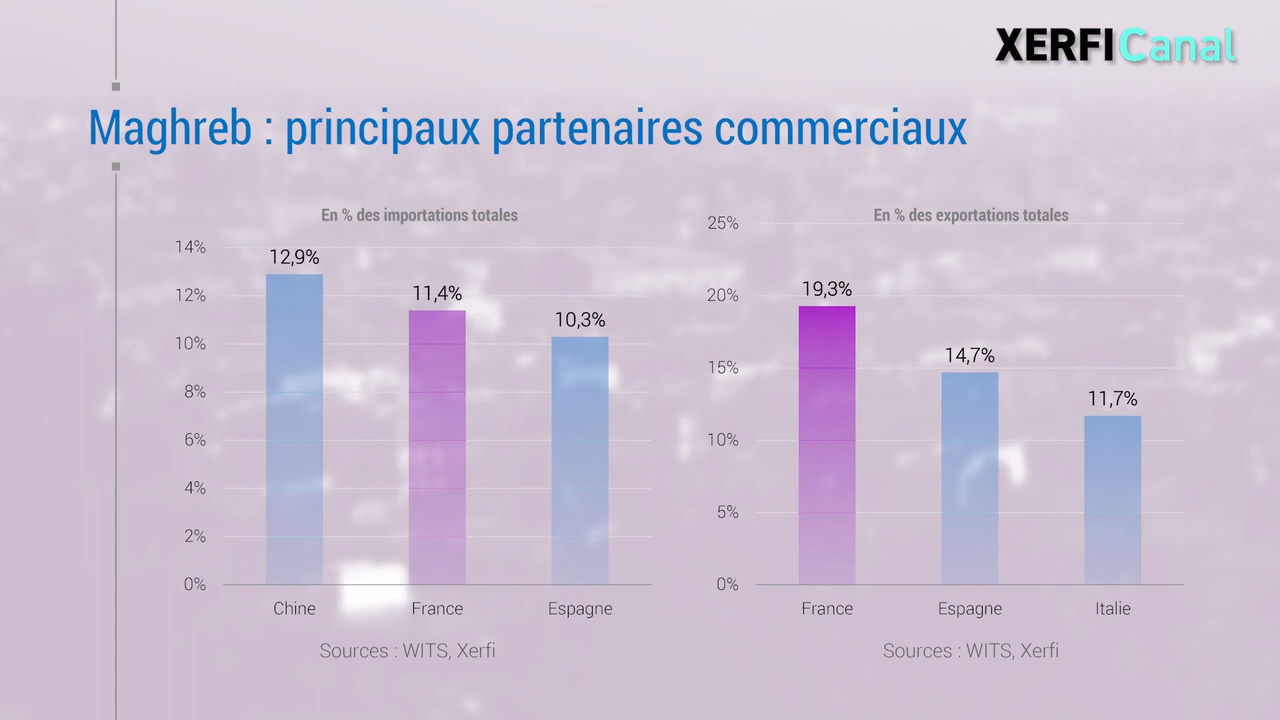 XERFI Canal
Maghreb : principaux partenaires commerciaux
En % des importations totales
14%
12%
10%
8%
6%
4%
2%
0%
12,9%
11,4%
10,3%
Chine France Espagne
Sources : WITS, Xerfi
En % des exportations totales
25%
20%
15%
10%
5%
0%
19,3%
14,7%
11,7%
France Espagne Italie
Sources : WITS, Xerfi